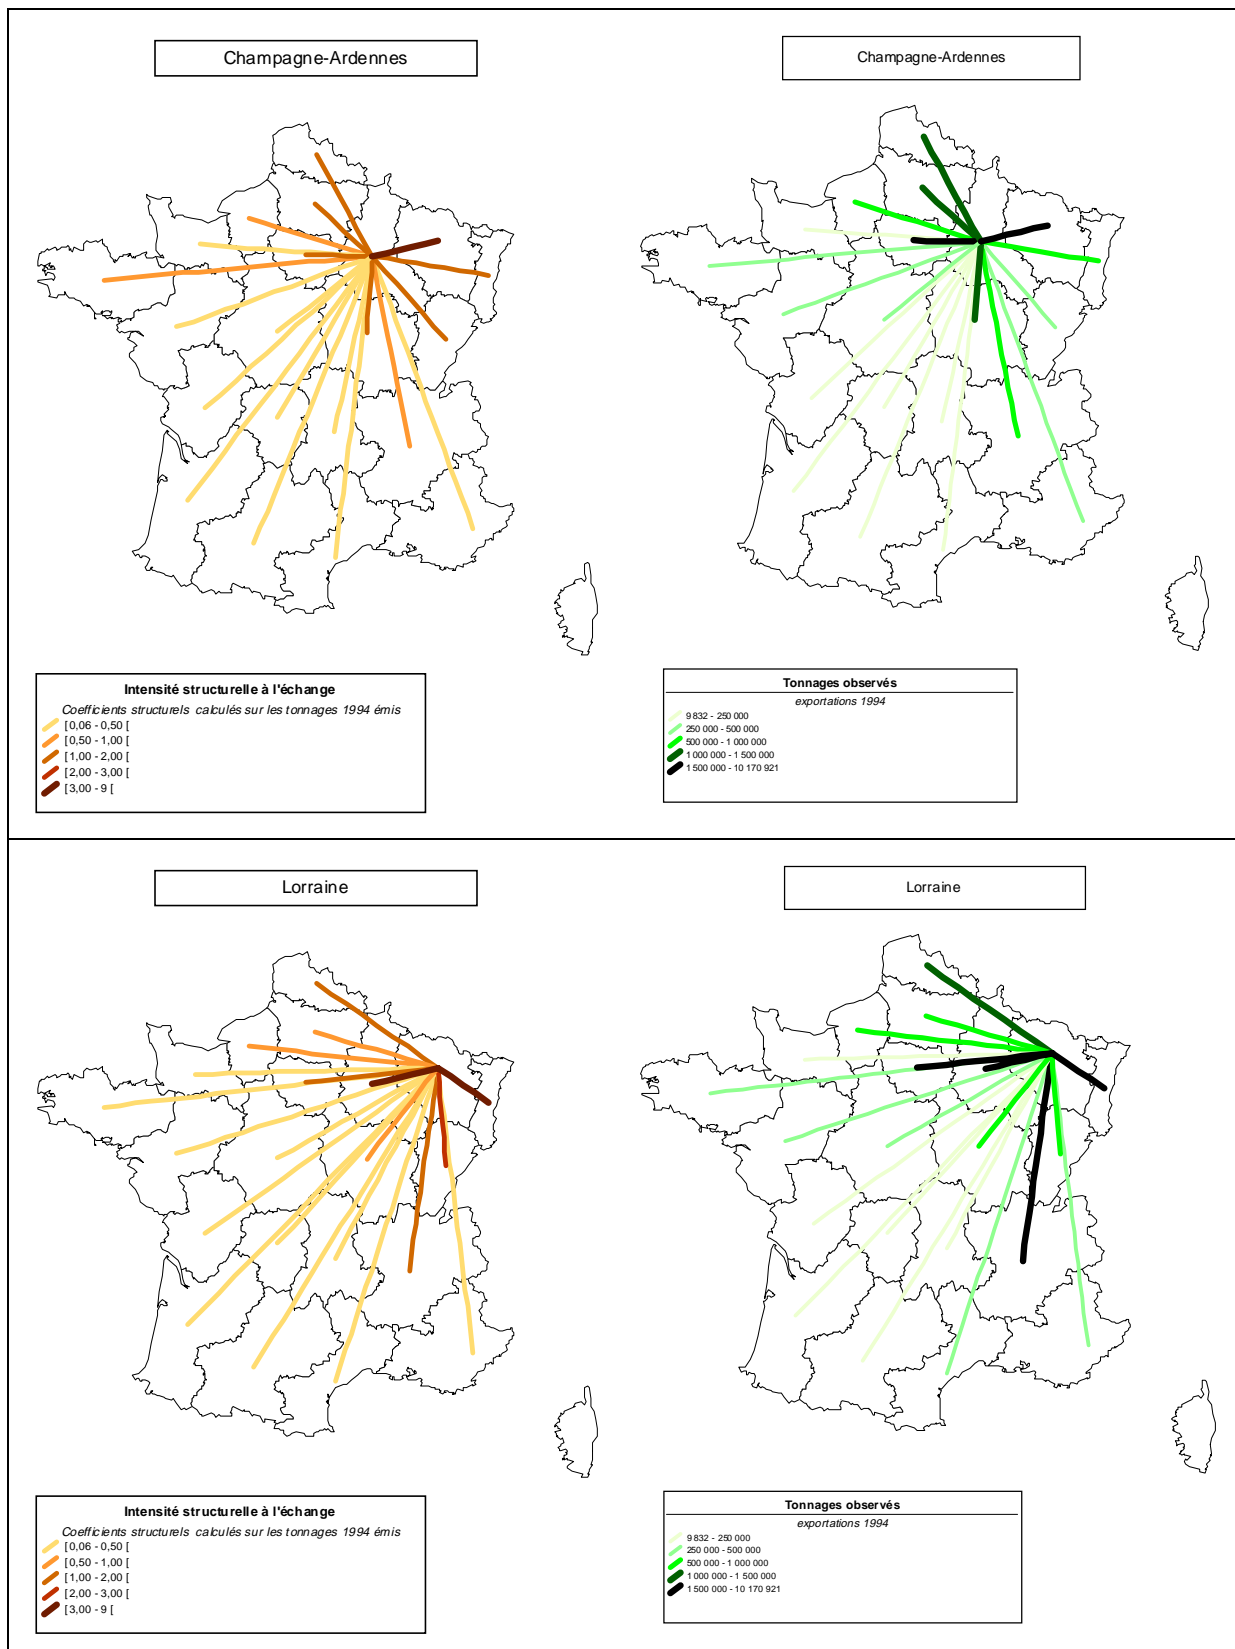 Champagne-Ardennes
Champagne-Ardennes
Intensité structurelle à l'échange
Coefficients structurels calculés sur les tonnages 1994 émis
[0,06 - 0,50 [
[0,50 - 1,00 [
[1,00 - 2,00 [
[2,00 - 3,00 [
[3,00 - 9 [
Tonnages observés
exportations 1994
9 832 - 250 000
250 000 - 500 000
500 000 - 1 000 000
1 000 000 - 1 500 000
1 500 000 - 10 170 921
Lorraine
Lorraine
Intensité structurelle à l'échange
Coefficients structurels calculés sur les tonnages 1994 émis
[0,06 - 0,50 [
[0,50 - 1,00 [
[1,00 - 2,00 [
[2,00 - 3,00 [
[3,00 - 9 [
Tonnages observés
exportations 1994
9 832 - 250 000
250 000 - 500 000
500 000 - 1 000 000
1 000 000 - 1 500 000
1 500 000 - 10 170 921